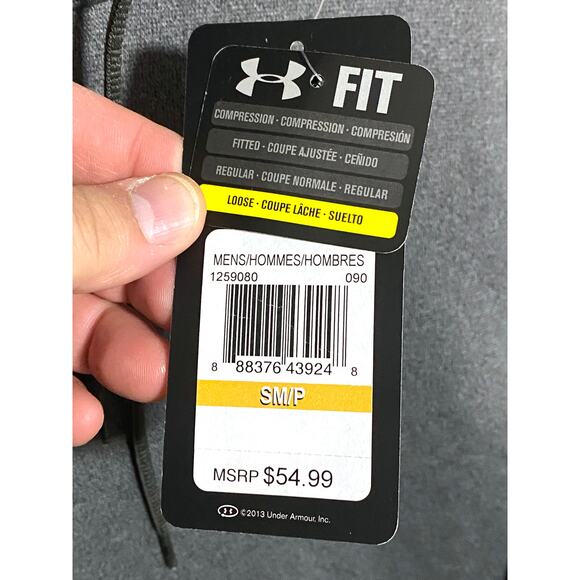 FIT
COMPRESSION · COMPRESSION · COMPRESIÓN
FITTED · COUPE AJUSTÉE · CEÑIDO
REGULAR · COUPE NORMALE · REGULAR
LOOSE · COUPE LÂCHE · SUELTO
MENS/HOMMES/HOMBRES
1259080 090
8 88376 43924 8
SM/P
MSRP $54.99
©2013 Under Armour, Inc.